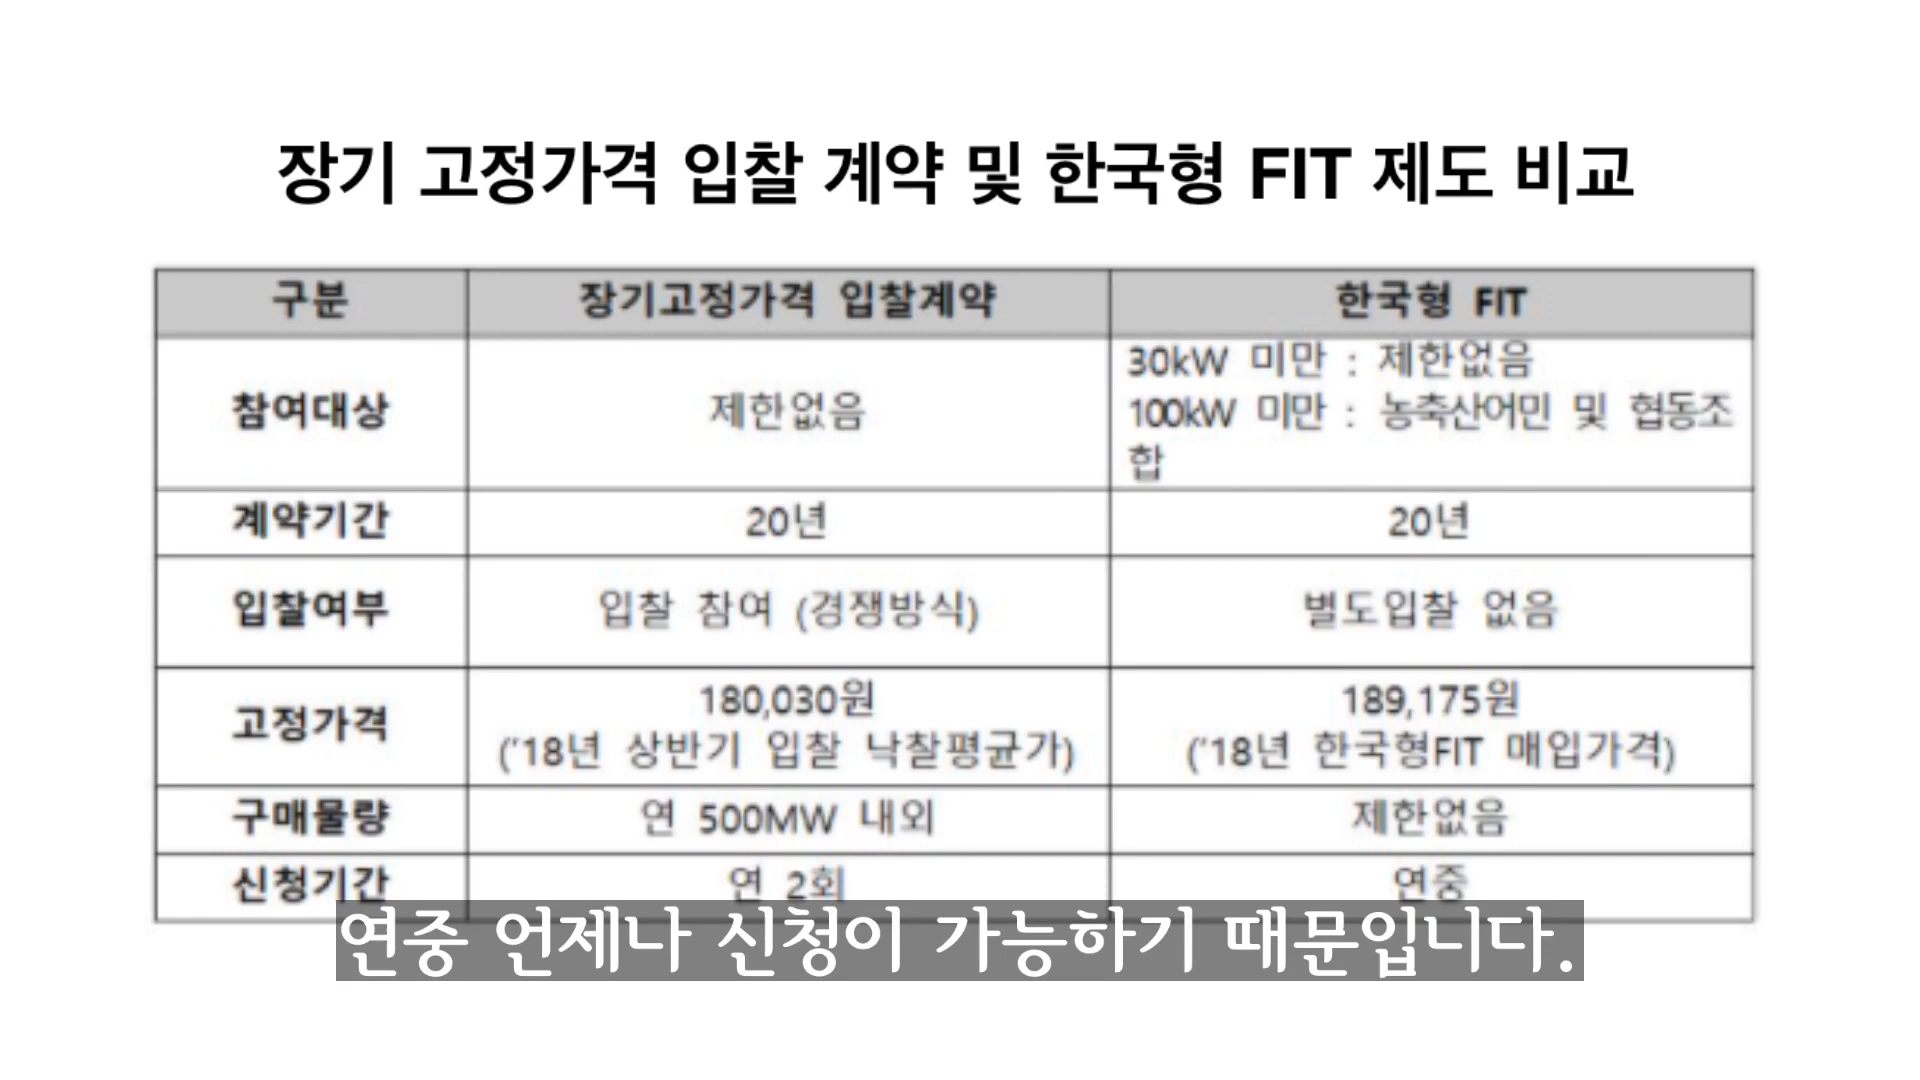 장기 고정가격 입찰 계약 및 한국형 FIT 제도 비교
구분 장기고정가격 입찰계약 한국형 FIT
참여대상 제한없음 30kW 미만 : 제한없음
100kW 미만 : 농축산어민 및 협동조
합
계약기간 20년 20년
입찰여부 입찰 참여 (경쟁방식) 별도입찰 없음
고정가격 180,030원 189,175원
('18년 상반기 입찰 낙찰평균가) ('18년 한국형FIT 매입가격)
구매물량 연 500MW 내외 제한없음
신청기간 연 2회 연중
연중 언제나 신청이 가능하기 때문입니다.